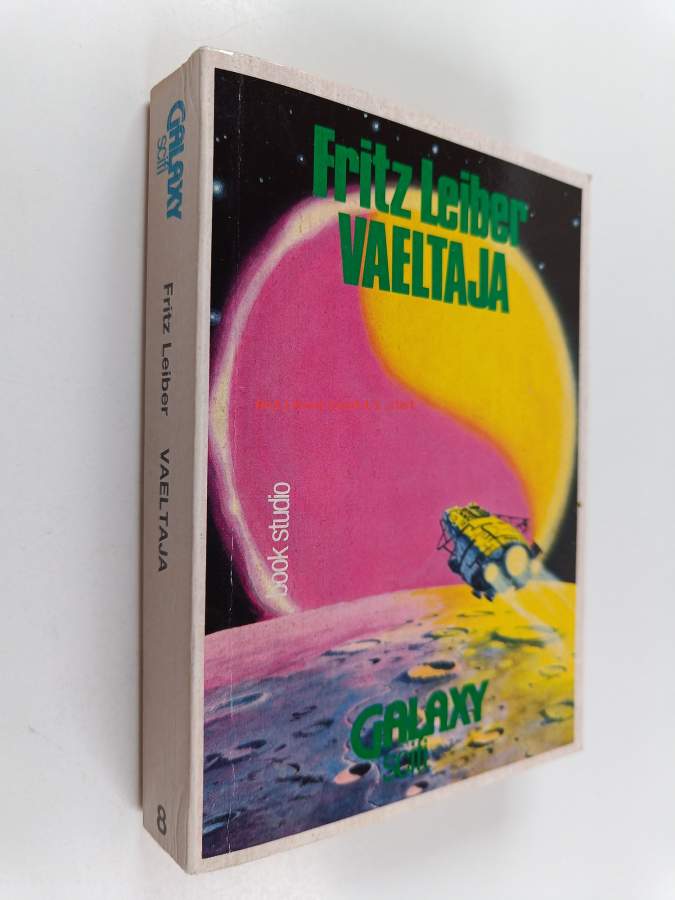 GALAXY
scifi
Fritz Leiber VAELTAJA
8
Fritz Leiber
VAELTAJA
book studio
GALAXY
scifi